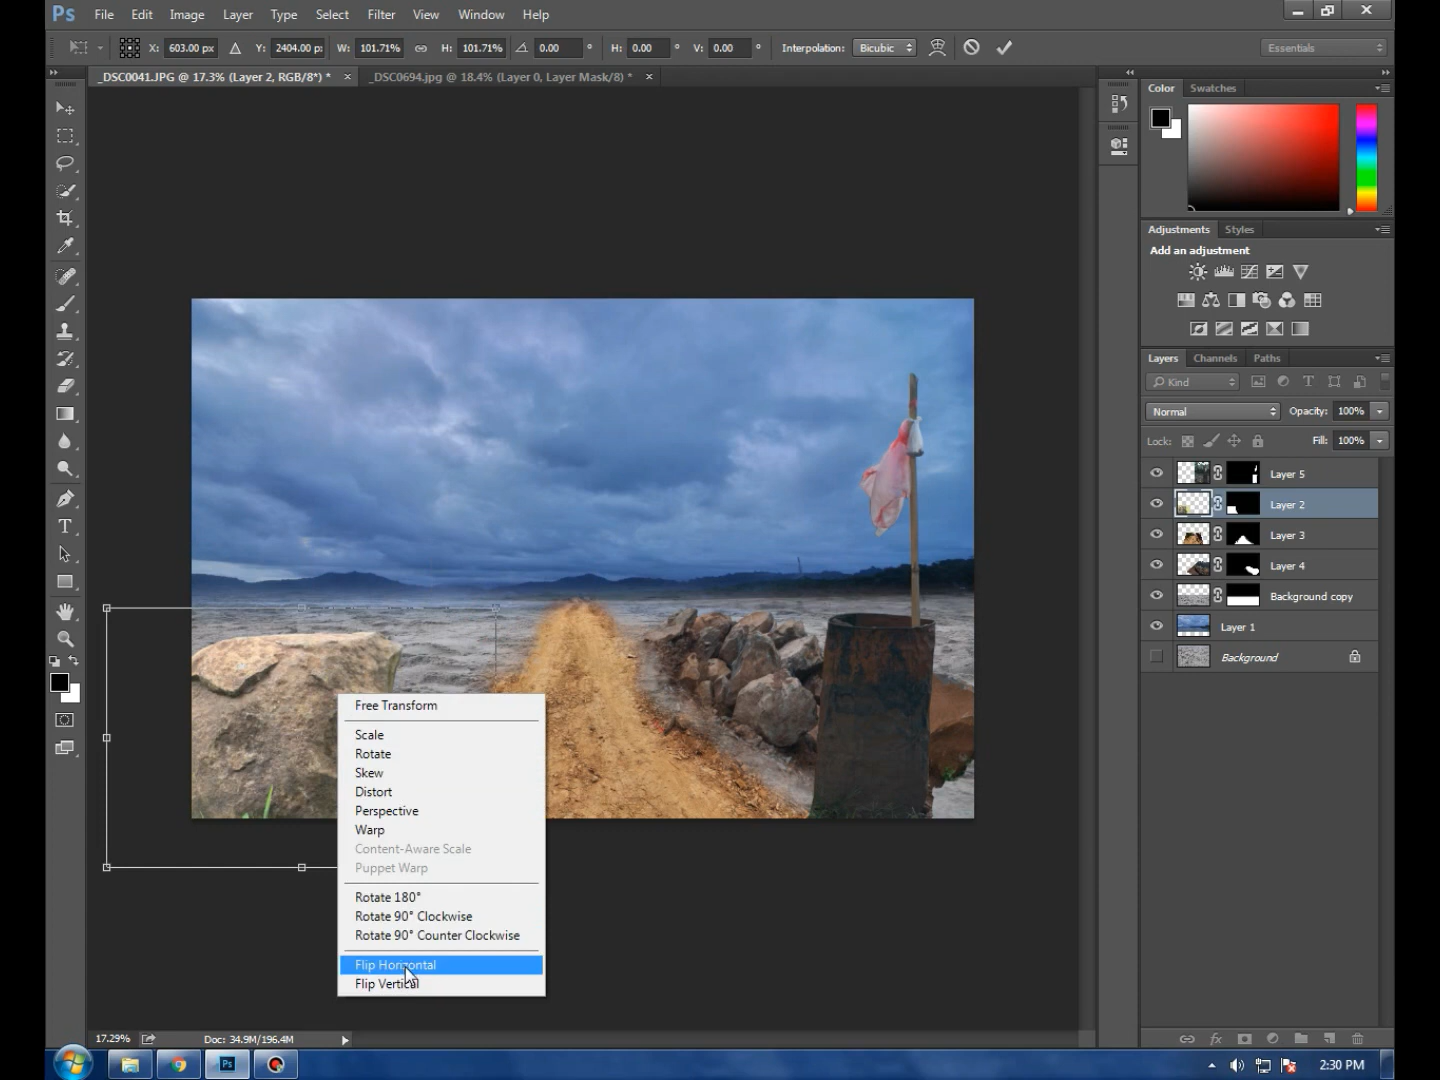 Ps File Edit Image Layer Type Select Filter View Window Help
X: 603.00 px Y: 2404.00 p: W: 101.71% H: 101.71% 0.00 ° H: 0.00 ° V: 0.00 ° Interpolation: Bicubic Essentials
_DSC0041.JPG @ 17.3% (Layer 2, RGB/8*) * × _DSC0694.jpg @ 18.4% (Layer 0, Layer Mask/8) * ×
Color Swatches
Adjustments Styles
Add an adjustment
Layers Channels Paths
Kind
Normal Opacity: 100%
Lock: Fill: 100%
Layer 5
Layer 2
Layer 3
Layer 4
Background copy
Layer 1
Background
Free Transform
Scale
Rotate
Skew
Distort
Perspective
Warp
Content-Aware Scale
Puppet Warp
Rotate 180°
Rotate 90° Clockwise
Rotate 90° Counter Clockwise
Flip Horizontal
Flip Vertical
17.29% Doc: 34.9M/196.4M
Ps 2:30 PM